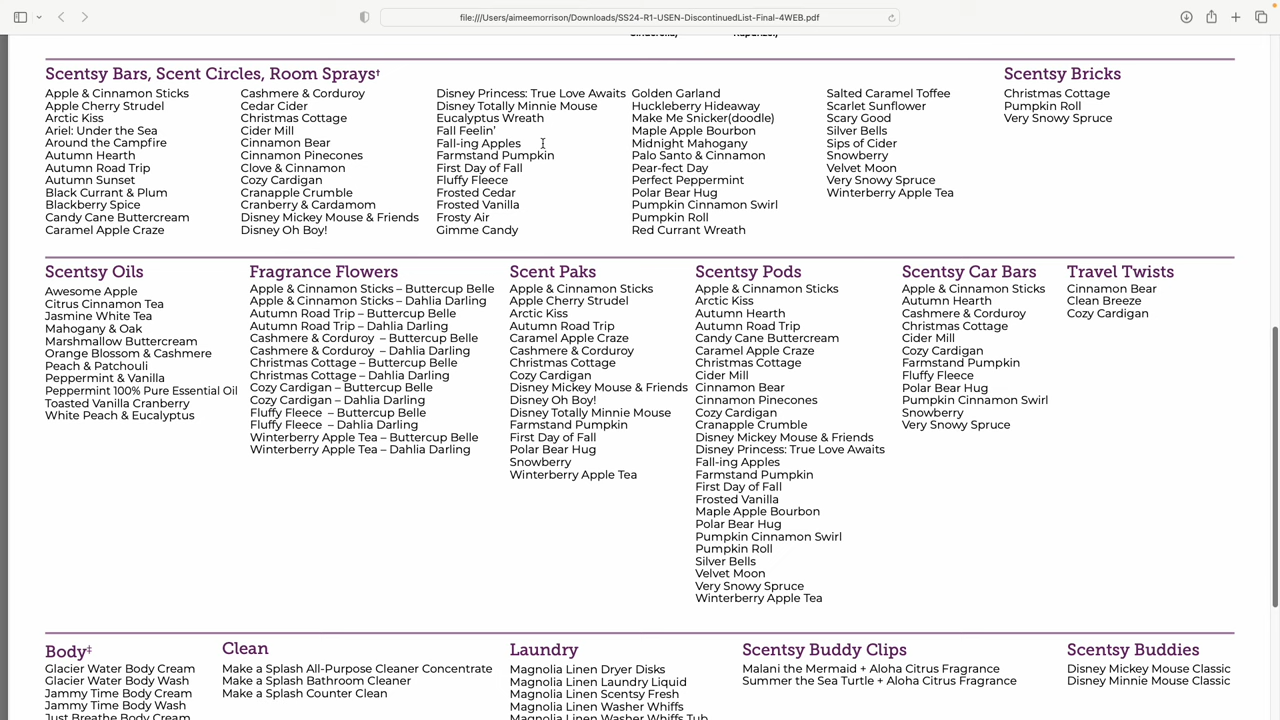 file:///Users/aimeemorrison/Downloads/SS24-R1-USEN-DiscontinuedList-Final-4WEB.pdf
Cinderella) Rapunzel)
Scentsy Bars, Scent Circles, Room Sprays†
Apple & Cinnamon Sticks
Apple Cherry Strudel
Arctic Kiss
Ariel: Under the Sea
Around the Campfire
Autumn Hearth
Autumn Road Trip
Autumn Sunset
Black Currant & Plum
Blackberry Spice
Candy Cane Buttercream
Caramel Apple Craze
Cashmere & Corduroy
Cedar Cider
Christmas Cottage
Cider Mill
Cinnamon Bear
Cinnamon Pinecones
Clove & Cinnamon
Cozy Cardigan
Cranapple Crumble
Cranberry & Cardamom
Disney Mickey Mouse & Friends
Disney Oh Boy!
Disney Princess: True Love Awaits
Disney Totally Minnie Mouse
Eucalyptus Wreath
Fall Feelin’
Fall-ing Apples
Farmstand Pumpkin
First Day of Fall
Fluffy Fleece
Frosted Cedar
Frosted Vanilla
Frosty Air
Gimme Candy
Golden Garland
Huckleberry Hideaway
Make Me Snicker(doodle)
Maple Apple Bourbon
Midnight Mahogany
Palo Santo & Cinnamon
Pear-fect Day
Perfect Peppermint
Polar Bear Hug
Pumpkin Cinnamon Swirl
Pumpkin Roll
Red Currant Wreath
Salted Caramel Toffee
Scarlet Sunflower
Scary Good
Silver Bells
Sips of Cider
Snowberry
Velvet Moon
Very Snowy Spruce
Winterberry Apple Tea
Scentsy Bricks
Christmas Cottage
Pumpkin Roll
Very Snowy Spruce
Scentsy Oils
Awesome Apple
Citrus Cinnamon Tea
Jasmine White Tea
Mahogany & Oak
Marshmallow Buttercream
Orange Blossom & Cashmere
Peach & Patchouli
Peppermint & Vanilla
Peppermint 100% Pure Essential Oil
Toasted Vanilla Cranberry
White Peach & Eucalyptus
Fragrance Flowers
Apple & Cinnamon Sticks – Buttercup Belle
Apple & Cinnamon Sticks – Dahlia Darling
Autumn Road Trip – Buttercup Belle
Autumn Road Trip – Dahlia Darling
Cashmere & Corduroy – Buttercup Belle
Cashmere & Corduroy – Dahlia Darling
Christmas Cottage – Buttercup Belle
Christmas Cottage – Dahlia Darling
Cozy Cardigan – Buttercup Belle
Cozy Cardigan – Dahlia Darling
Fluffy Fleece – Buttercup Belle
Fluffy Fleece – Dahlia Darling
Winterberry Apple Tea – Buttercup Belle
Winterberry Apple Tea – Dahlia Darling
Scent Paks
Apple & Cinnamon Sticks
Apple Cherry Strudel
Arctic Kiss
Autumn Road Trip
Caramel Apple Craze
Cashmere & Corduroy
Christmas Cottage
Cozy Cardigan
Disney Mickey Mouse & Friends
Disney Oh Boy!
Disney Totally Minnie Mouse
Farmstand Pumpkin
First Day of Fall
Polar Bear Hug
Snowberry
Winterberry Apple Tea
Scentsy Pods
Apple & Cinnamon Sticks
Arctic Kiss
Autumn Hearth
Autumn Road Trip
Candy Cane Buttercream
Caramel Apple Craze
Christmas Cottage
Cider Mill
Cinnamon Bear
Cinnamon Pinecones
Cozy Cardigan
Cranapple Crumble
Disney Mickey Mouse & Friends
Disney Princess: True Love Awaits
Fall-ing Apples
Farmstand Pumpkin
First Day of Fall
Frosted Vanilla
Maple Apple Bourbon
Polar Bear Hug
Pumpkin Cinnamon Swirl
Pumpkin Roll
Silver Bells
Velvet Moon
Very Snowy Spruce
Winterberry Apple Tea
Scentsy Car Bars
Apple & Cinnamon Sticks
Autumn Hearth
Cashmere & Corduroy
Christmas Cottage
Cider Mill
Cozy Cardigan
Farmstand Pumpkin
Fluffy Fleece
Polar Bear Hug
Pumpkin Cinnamon Swirl
Snowberry
Very Snowy Spruce
Travel Twists
Cinnamon Bear
Clean Breeze
Cozy Cardigan
Body‡
Glacier Water Body Cream
Glacier Water Body Wash
Jammy Time Body Cream
Jammy Time Body Wash
Just Breathe Body Cream
Clean
Make a Splash All-Purpose Cleaner Concentrate
Make a Splash Bathroom Cleaner
Make a Splash Counter Clean
Laundry
Magnolia Linen Dryer Disks
Magnolia Linen Laundry Liquid
Magnolia Linen Scentsy Fresh
Magnolia Linen Washer Whiffs
Magnolia Linen Washer Whiffs Tub
Scentsy Buddy Clips
Malani the Mermaid + Aloha Citrus Fragrance
Summer the Sea Turtle + Aloha Citrus Fragrance
Scentsy Buddies
Disney Mickey Mouse Classic
Disney Minnie Mouse Classic